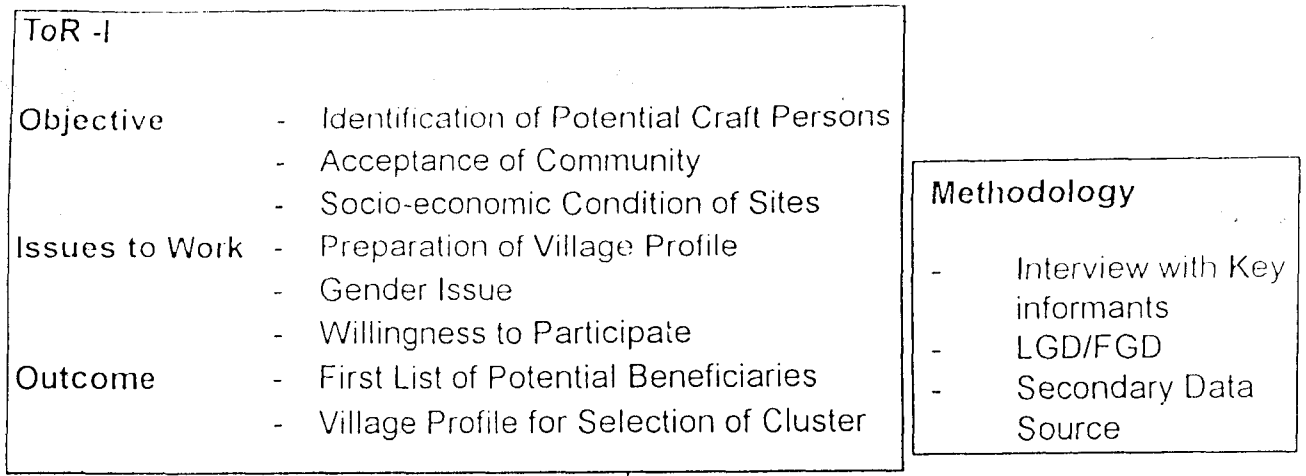 ToR -I
Objective - Identification of Potential Craft Persons
- Acceptance of Community
- Socio-economic Condition of Sites
Issues to Work - Preparation of Village Profile
- Gender Issue
- Willingness to Participate
Outcome - First List of Potential Beneficiaries
- Village Profile for Selection of Cluster
Methodology
- Interview with Key
informants
- LGD/FGD
- Secondary Data
Source